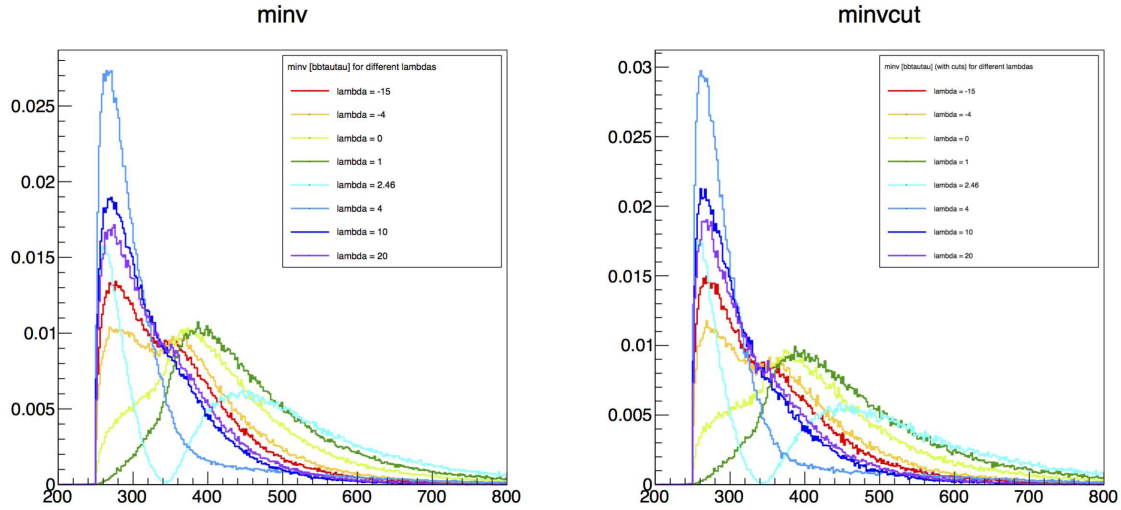 minv
minv [bbtautau] for different lambdas
lambda = -15
lambda = -4
lambda = 0
lambda = 1
lambda = 2.46
lambda = 4
lambda = 10
lambda = 20
0.025
0.02
0.015
0.01
0.005
0
200 300 400 500 600 700 800
minvcut
minv [bbtautau] (with cuts) for different lambdas
lambda = -15
lambda = -4
lambda = 0
lambda = 1
lambda = 2.46
lambda = 4
lambda = 10
lambda = 20
0.03
0.025
0.02
0.015
0.01
0.005
0
200 300 400 500 600 700 800